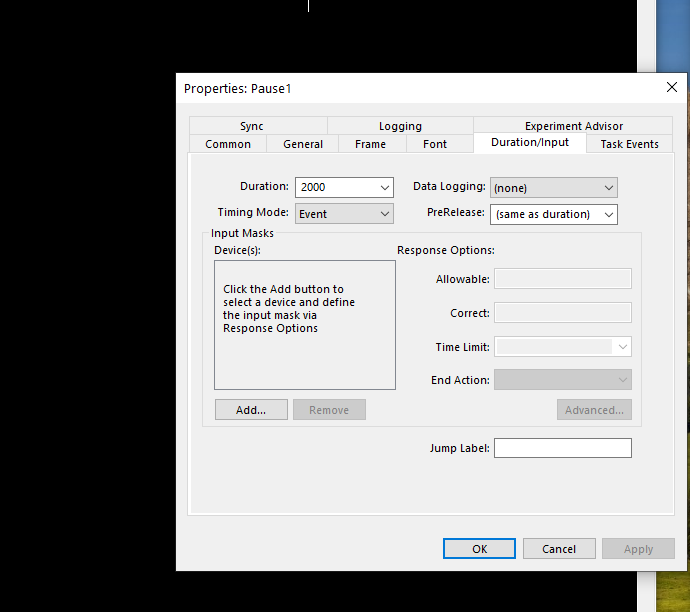 Properties: Pause1
Sync
Logging
Experiment Advisor
Common
General
Frame
Font
Duration/Input
Task Events
Duration:
2000
Data Logging:
(none)
Timing Mode:
Event
PreRelease:
(same as duration)
Input Masks
Device(s):
Response Options:
Click the Add button to
select a device and define
the input mask via
Response Options
Allowable:
Correct:
Time Limit:
End Action:
Add...
Remove
Advanced...
Jump Label:
OK
Cancel
Apply